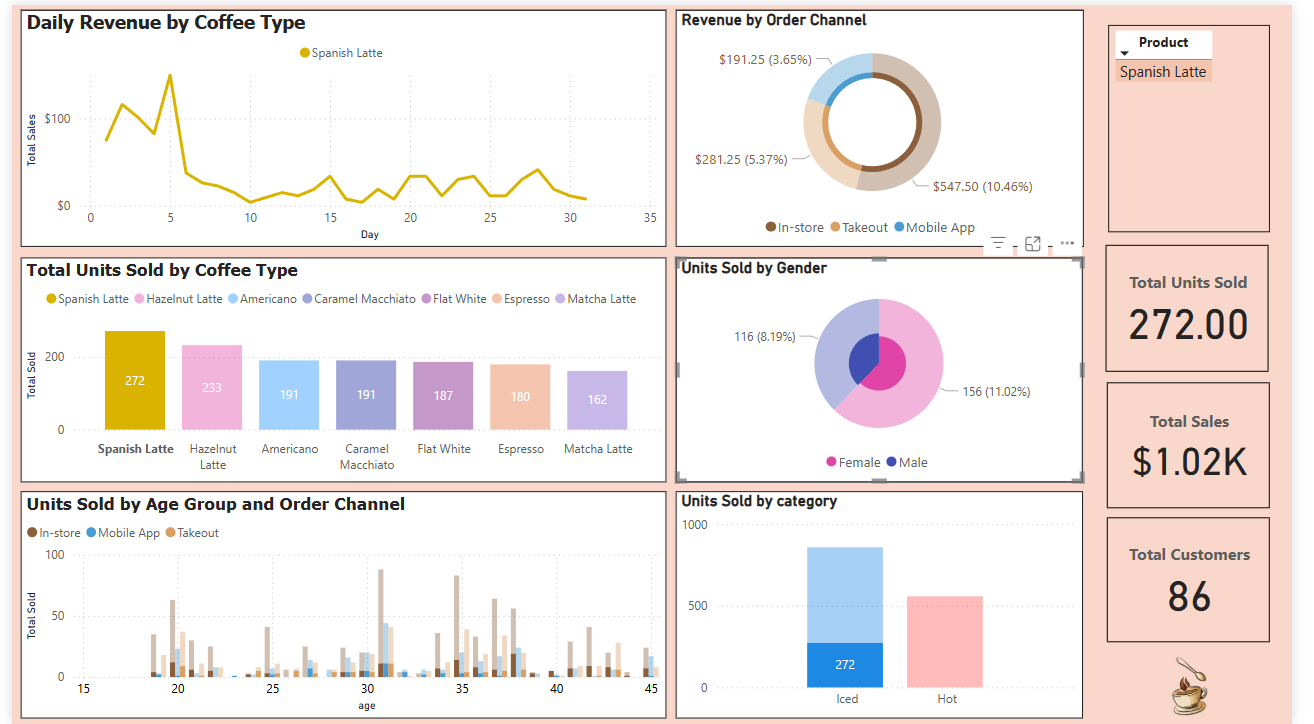 Daily Revenue by Coffee Type
Spanish Latte
Total Sales
$100
$0
0 5 10 15 20 25 30 35
Day
Revenue by Order Channel
$191.25 (3.65%)
$281.25 (5.37%)
$547.50 (10.46%)
In-store Takeout Mobile App
Product
Spanish Latte
Total Units Sold by Coffee Type
Spanish Latte Hazelnut Latte Americano Caramel Macchiato Flat White Espresso Matcha Latte
Total Sold
200
0
272 233 191 191 187 180 162
Spanish Latte Hazelnut Americano Caramel Flat White Espresso Matcha Latte
Latte Macchiato
Units Sold by Gender
116 (8.19%)
156 (11.02%)
Female Male
Total Units Sold
272.00
Total Sales
$1.02K
Total Customers
86
Units Sold by Age Group and Order Channel
In-store Mobile App Takeout
Total Sold
100
50
0
15 20 25 30 35 40 45
age
Units Sold by category
1000
500
0
272
Iced Hot